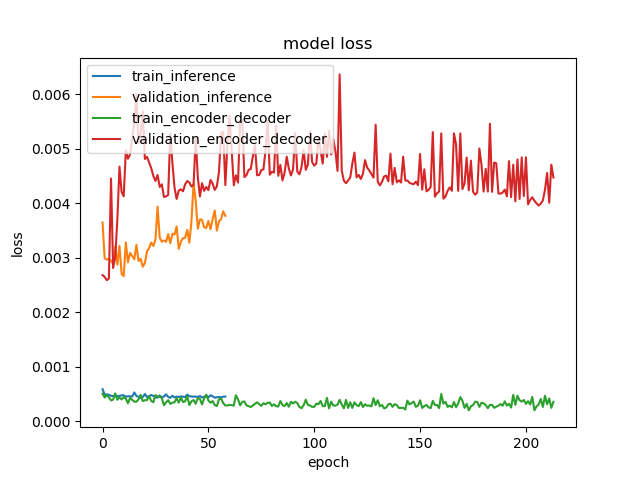 model loss
train_inference
validation_inference
train_encoder_decoder
validation_encoder_decoder
0.006
0.005
0.004
0.003
0.002
0.001
0.000
loss
0
50
100
150
200
epoch